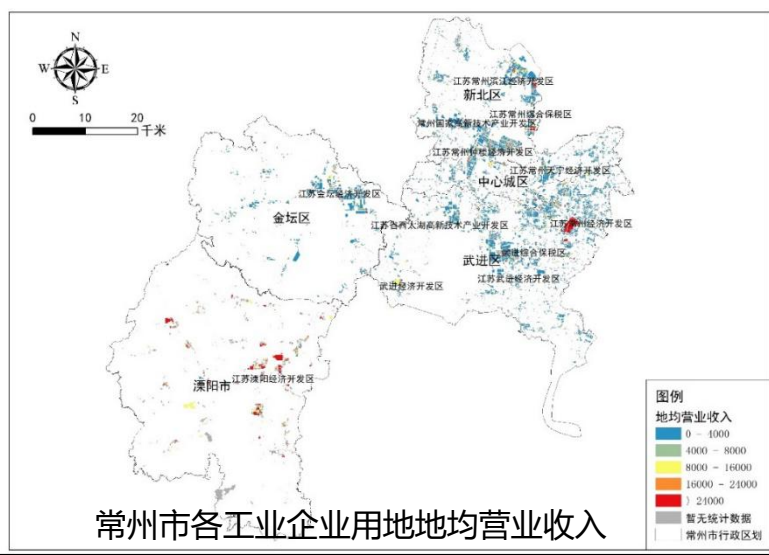 N
W E
S
0 10 20
千米
江苏常州滨江经济开发区
新北区
江苏常州综合保税区
常州国家高新技术产业开发区
江苏常州钟楼经济开发区
江苏常州天宁经济开发区
中心城区
江苏金坛经济开发区
金坛区
江苏省西太湖高新技术产业开发区
江苏常州经济开发区
武进综合保税区
武进区
江苏武进经济开发区
武进经济开发区
江苏溧阳经济开发区
溧阳市
图例
地均营业收入
0 - 4000
4000 - 8000
8000 - 16000
16000 - 24000
> 24000
暂无统计数据
常州市行政区划
常州市各工业企业用地地均营业收入